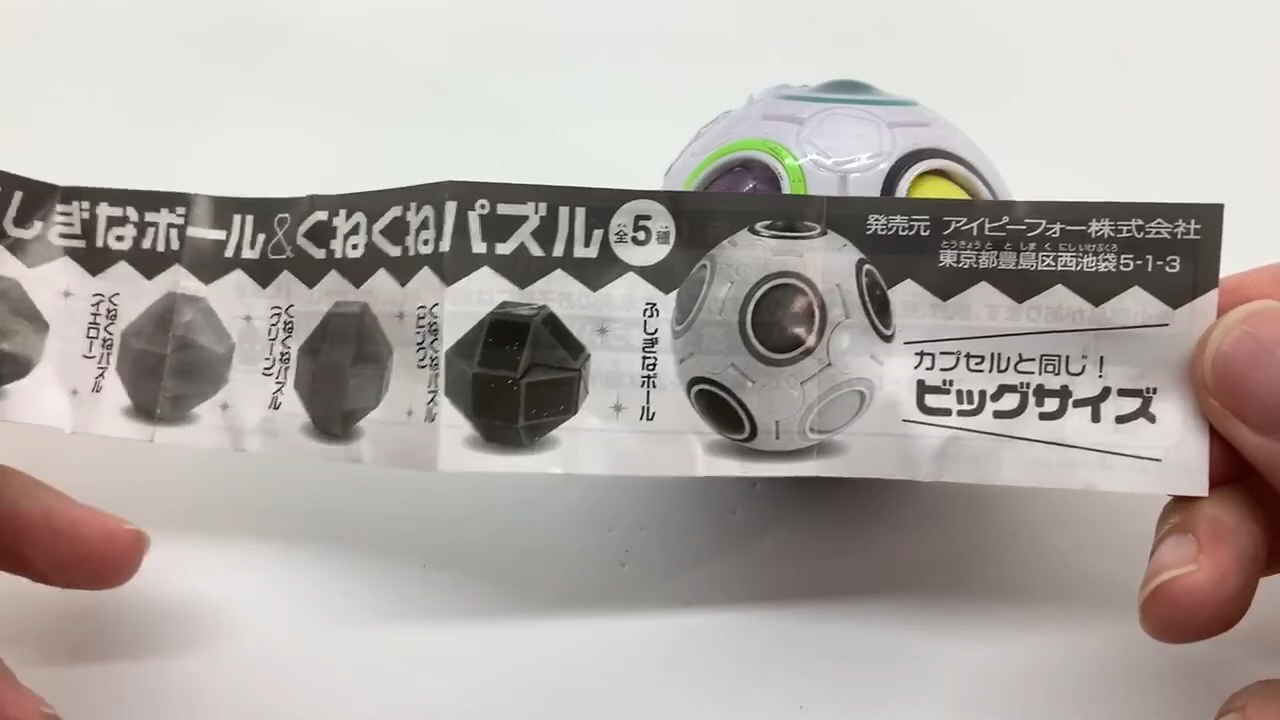 しぎなボール&くねくねパズル 全5種
発売元 アイピーフォー株式会社
とうきょうと としまく にしいけぶくろ
東京都豊島区西池袋5-1-3
くねくねパズル
(イエロー)
くねくねパズル
(グリーン)
くねくねパズル
(ピンク)
ふしぎなボール
カプセルと同じ!
ビッグサイズ